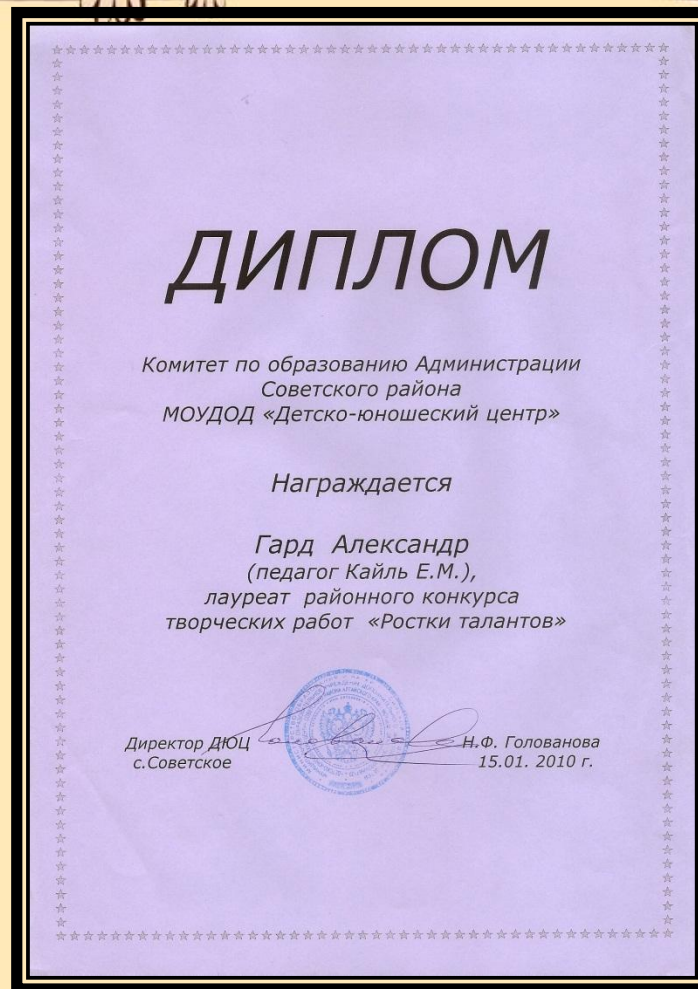 ДИПЛОМ
Комитет по образованию Администрации
Советского района
МОУДОД «Детско-юношеский центр»
Награждается
Гард Александр
(педагог Кайль Е.М.),
лауреат районного конкурса
творческих работ «Ростки талантов»
Директор ДЮЦ Н.Ф. Голованова
с.Советское 15.01. 2010 г.